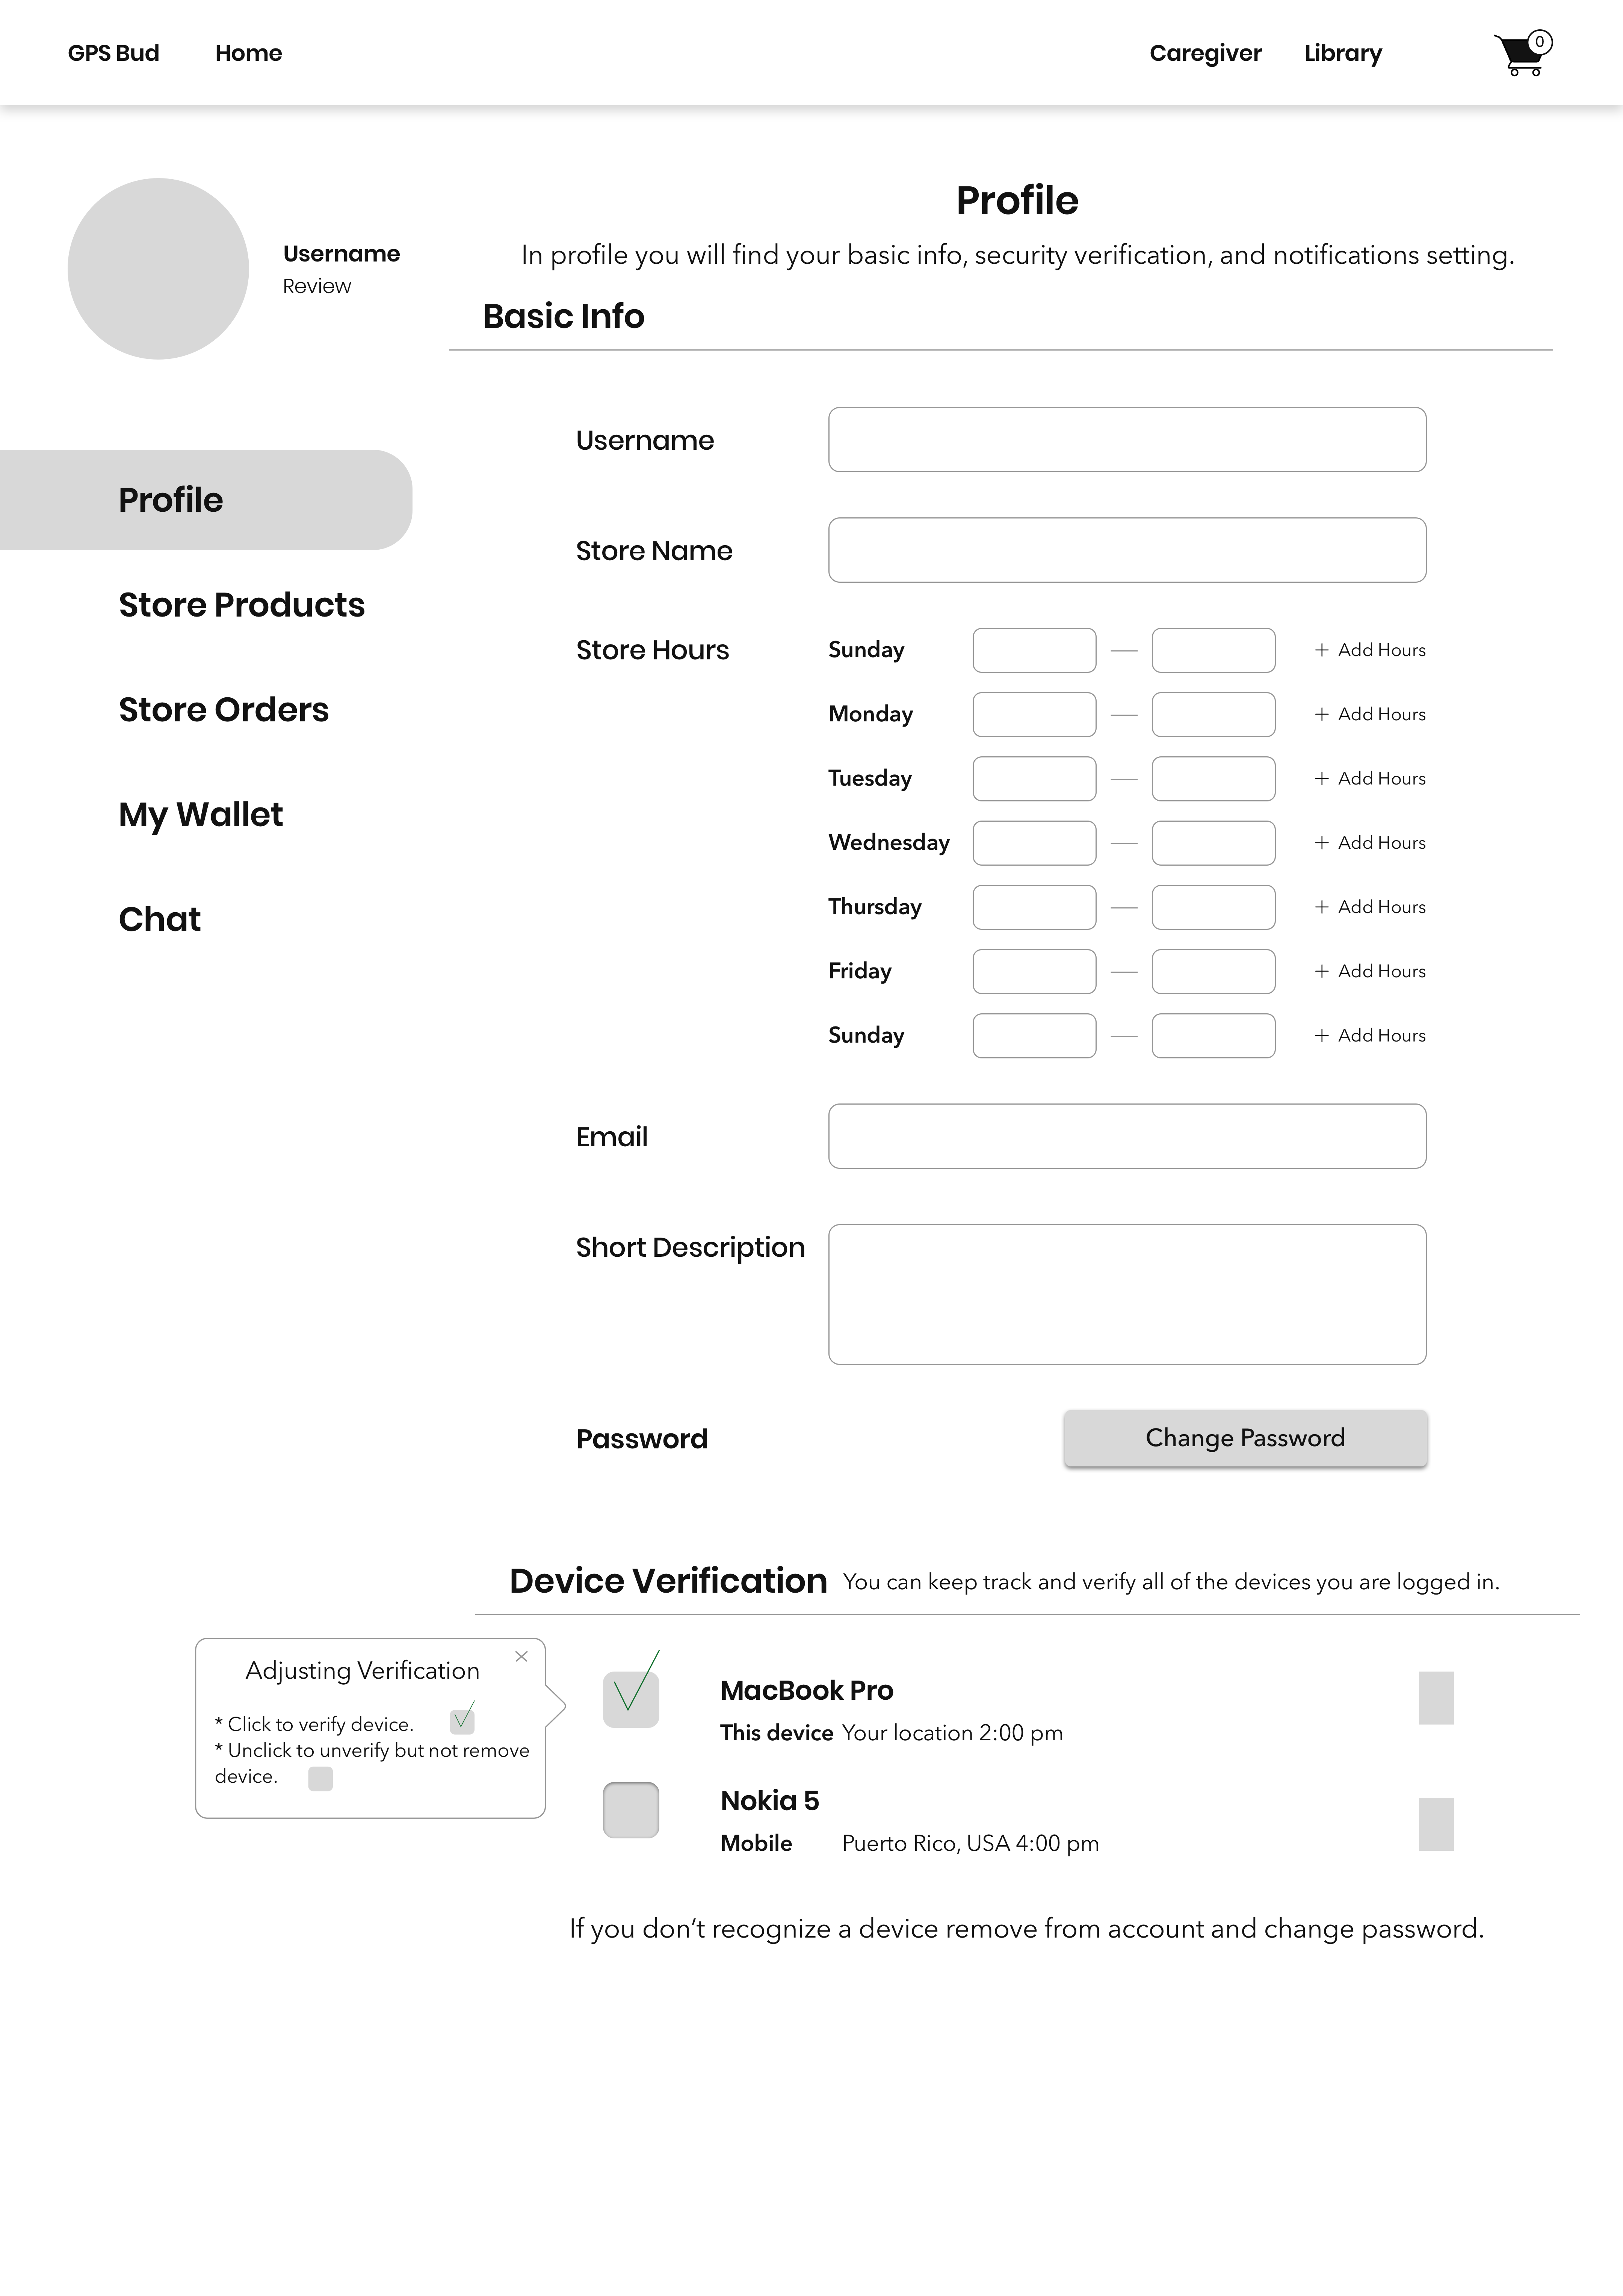 GPS Bud Home Caregiver Library 0
Username
Review
Profile
Store Products
Store Orders
My Wallet
Chat
Profile
In profile you will find your basic info, security verification, and notifications setting.
Basic Info
Username
Store Name
Store Hours
Sunday — + Add Hours
Monday — + Add Hours
Tuesday — + Add Hours
Wednesday — + Add Hours
Thursday — + Add Hours
Friday — + Add Hours
Sunday — + Add Hours
Email
Short Description
Password Change Password
Device Verification You can keep track and verify all of the devices you are logged in.
Adjusting Verification
* Click to verify device.
* Unclick to unverify but not remove
device.
MacBook Pro
This device Your location 2:00 pm
Nokia 5
Mobile Puerto Rico, USA 4:00 pm
If you don’t recognize a device remove from account and change password.